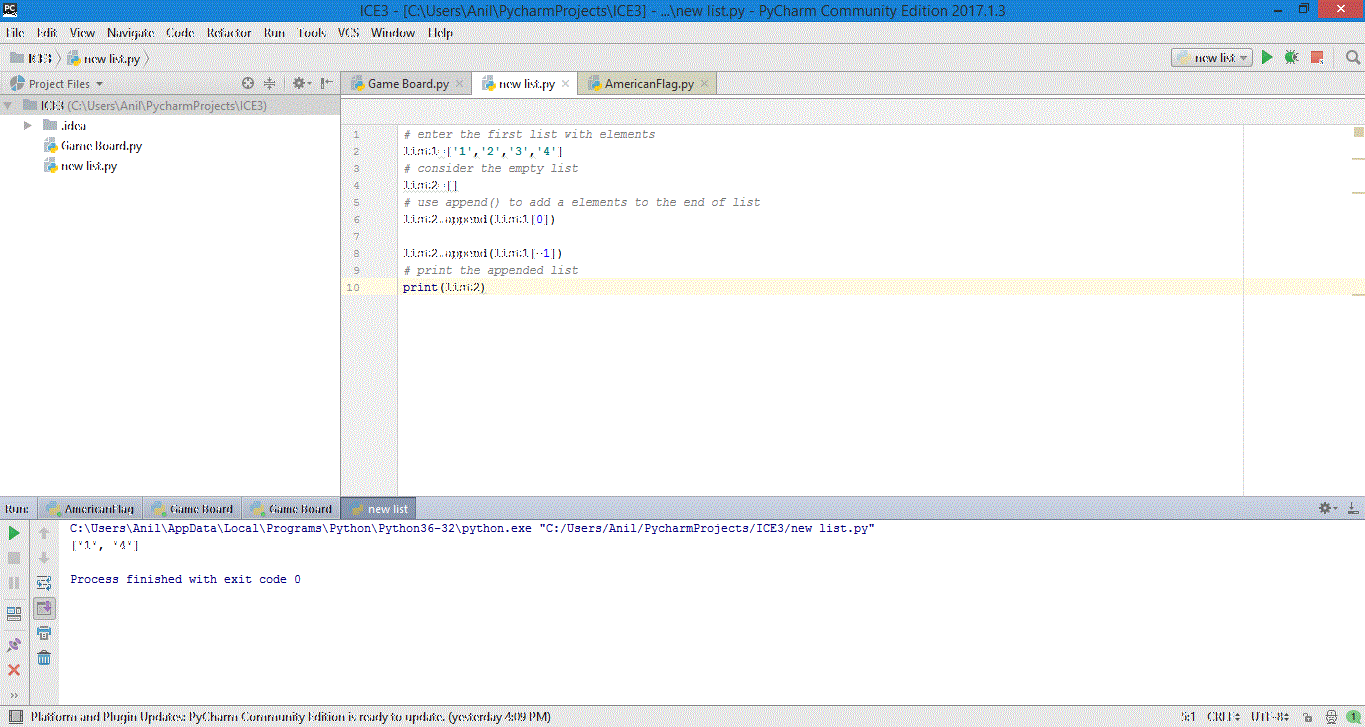 PC
ICE3 - [C:\Users\Anil\PycharmProjects\ICE3] - ...\new list.py - PyCharm Community Edition 2017.1.3
File Edit View Navigate Code Refactor Run Tools VCS Window Help
ICE3 new list.py new list
Project Files Game Board.py new list.py AmericanFlag.py
ICE3 (C:\Users\Anil\PycharmProjects\ICE3)
.idea
Game Board.py
new list.py
1 # enter the first list with elements
2 list1=['1','2','3','4']
3 # consider the empty list
4 list2=[]
5 # use append() to add a elements to the end of list
6 list2.append(list1[0])
7
8 list2.append(list1[-1])
9 # print the appended list
10 print(list2)
Run: AmericanFlag Game Board Game Board new list
C:\Users\Anil\AppData\Local\Programs\Python\Python36-32\python.exe "C:/Users/Anil/PycharmProjects/ICE3/new list.py"
['1', '4']
Process finished with exit code 0
Platform and Plugin Updates: PyCharm Community Edition is ready to update. (yesterday 4:09 PM) 5:1 CRLF UTF-8 1